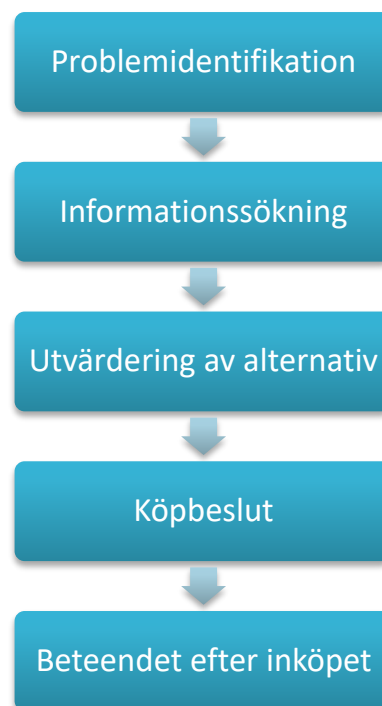 Problemidentifikation
Informationssökning
Utvärdering av alternativ
Köpbeslut
Beteendet efter inköpet